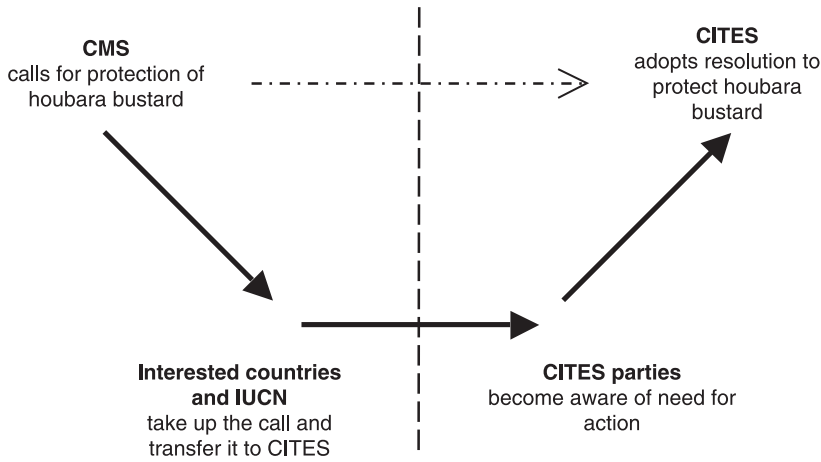 CMS
calls for protection of
houbara bustard
CITES
adopts resolution to
protect houbara
bustard
Interested countries
and IUCN
take up the call and
transfer it to CITES
CITES parties
become aware of need for
action